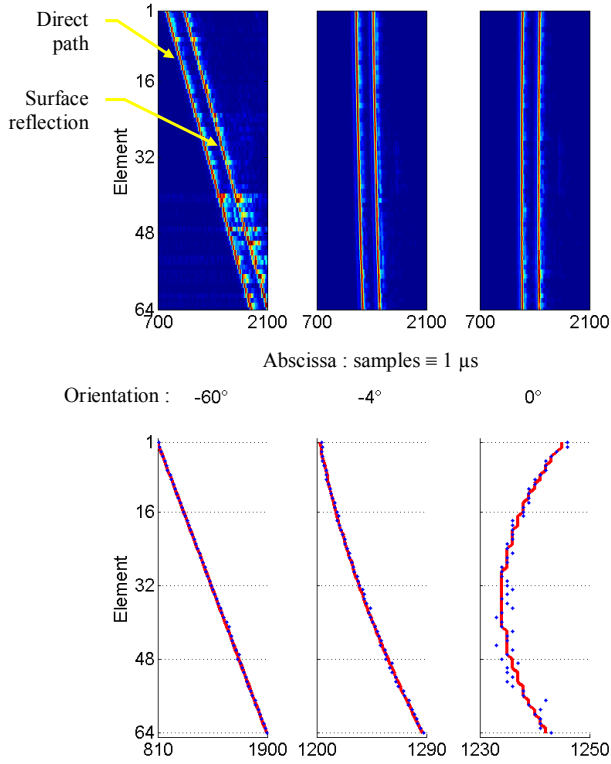 Direct
path
Surface
reflection
Element
1
16
32
48
64
700 2100 700 2100 700 2100
Abscissa : samples ≡ 1 µs
Orientation : -60° -4° 0°
Element
1
16
32
48
64
810 1900 1200 1290 1230 1250